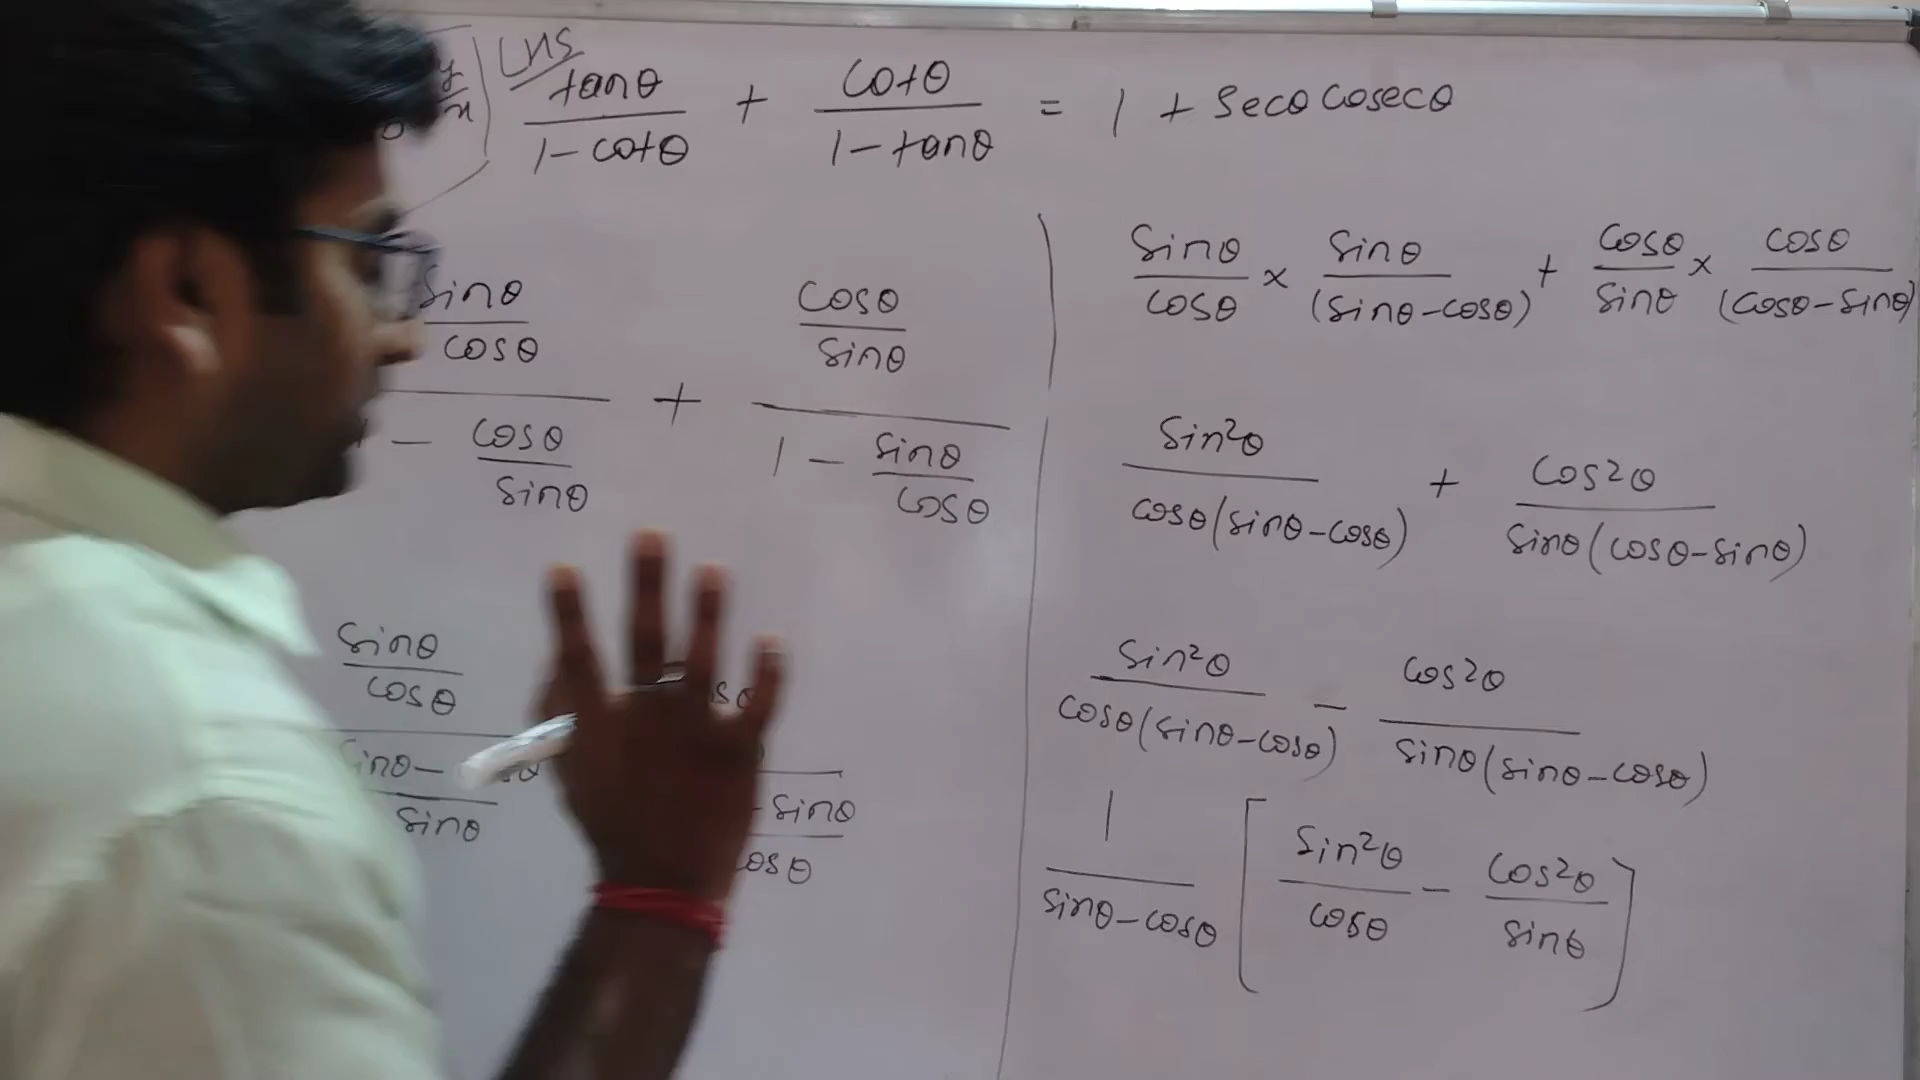 LHS
tanθ/1-cotθ + cotθ/1-tanθ = 1 + secθ cosecθ
sinθ/cosθ / - cosθ/sinθ + cosθ/sinθ / 1 - sinθ/cosθ
sinθ/cosθ
sinθ
sinθ/cosθ × sinθ/(sinθ-cosθ) + cosθ/sinθ × cosθ/(cosθ-sinθ)
sin²θ/cosθ(sinθ-cosθ) + cos²θ/sinθ(cosθ-sinθ)
sin²θ/cosθ(sinθ-cosθ) - cos²θ/sinθ(sinθ-cosθ)
1/sinθ-cosθ [sin²θ/cosθ - cos²θ/sinθ]